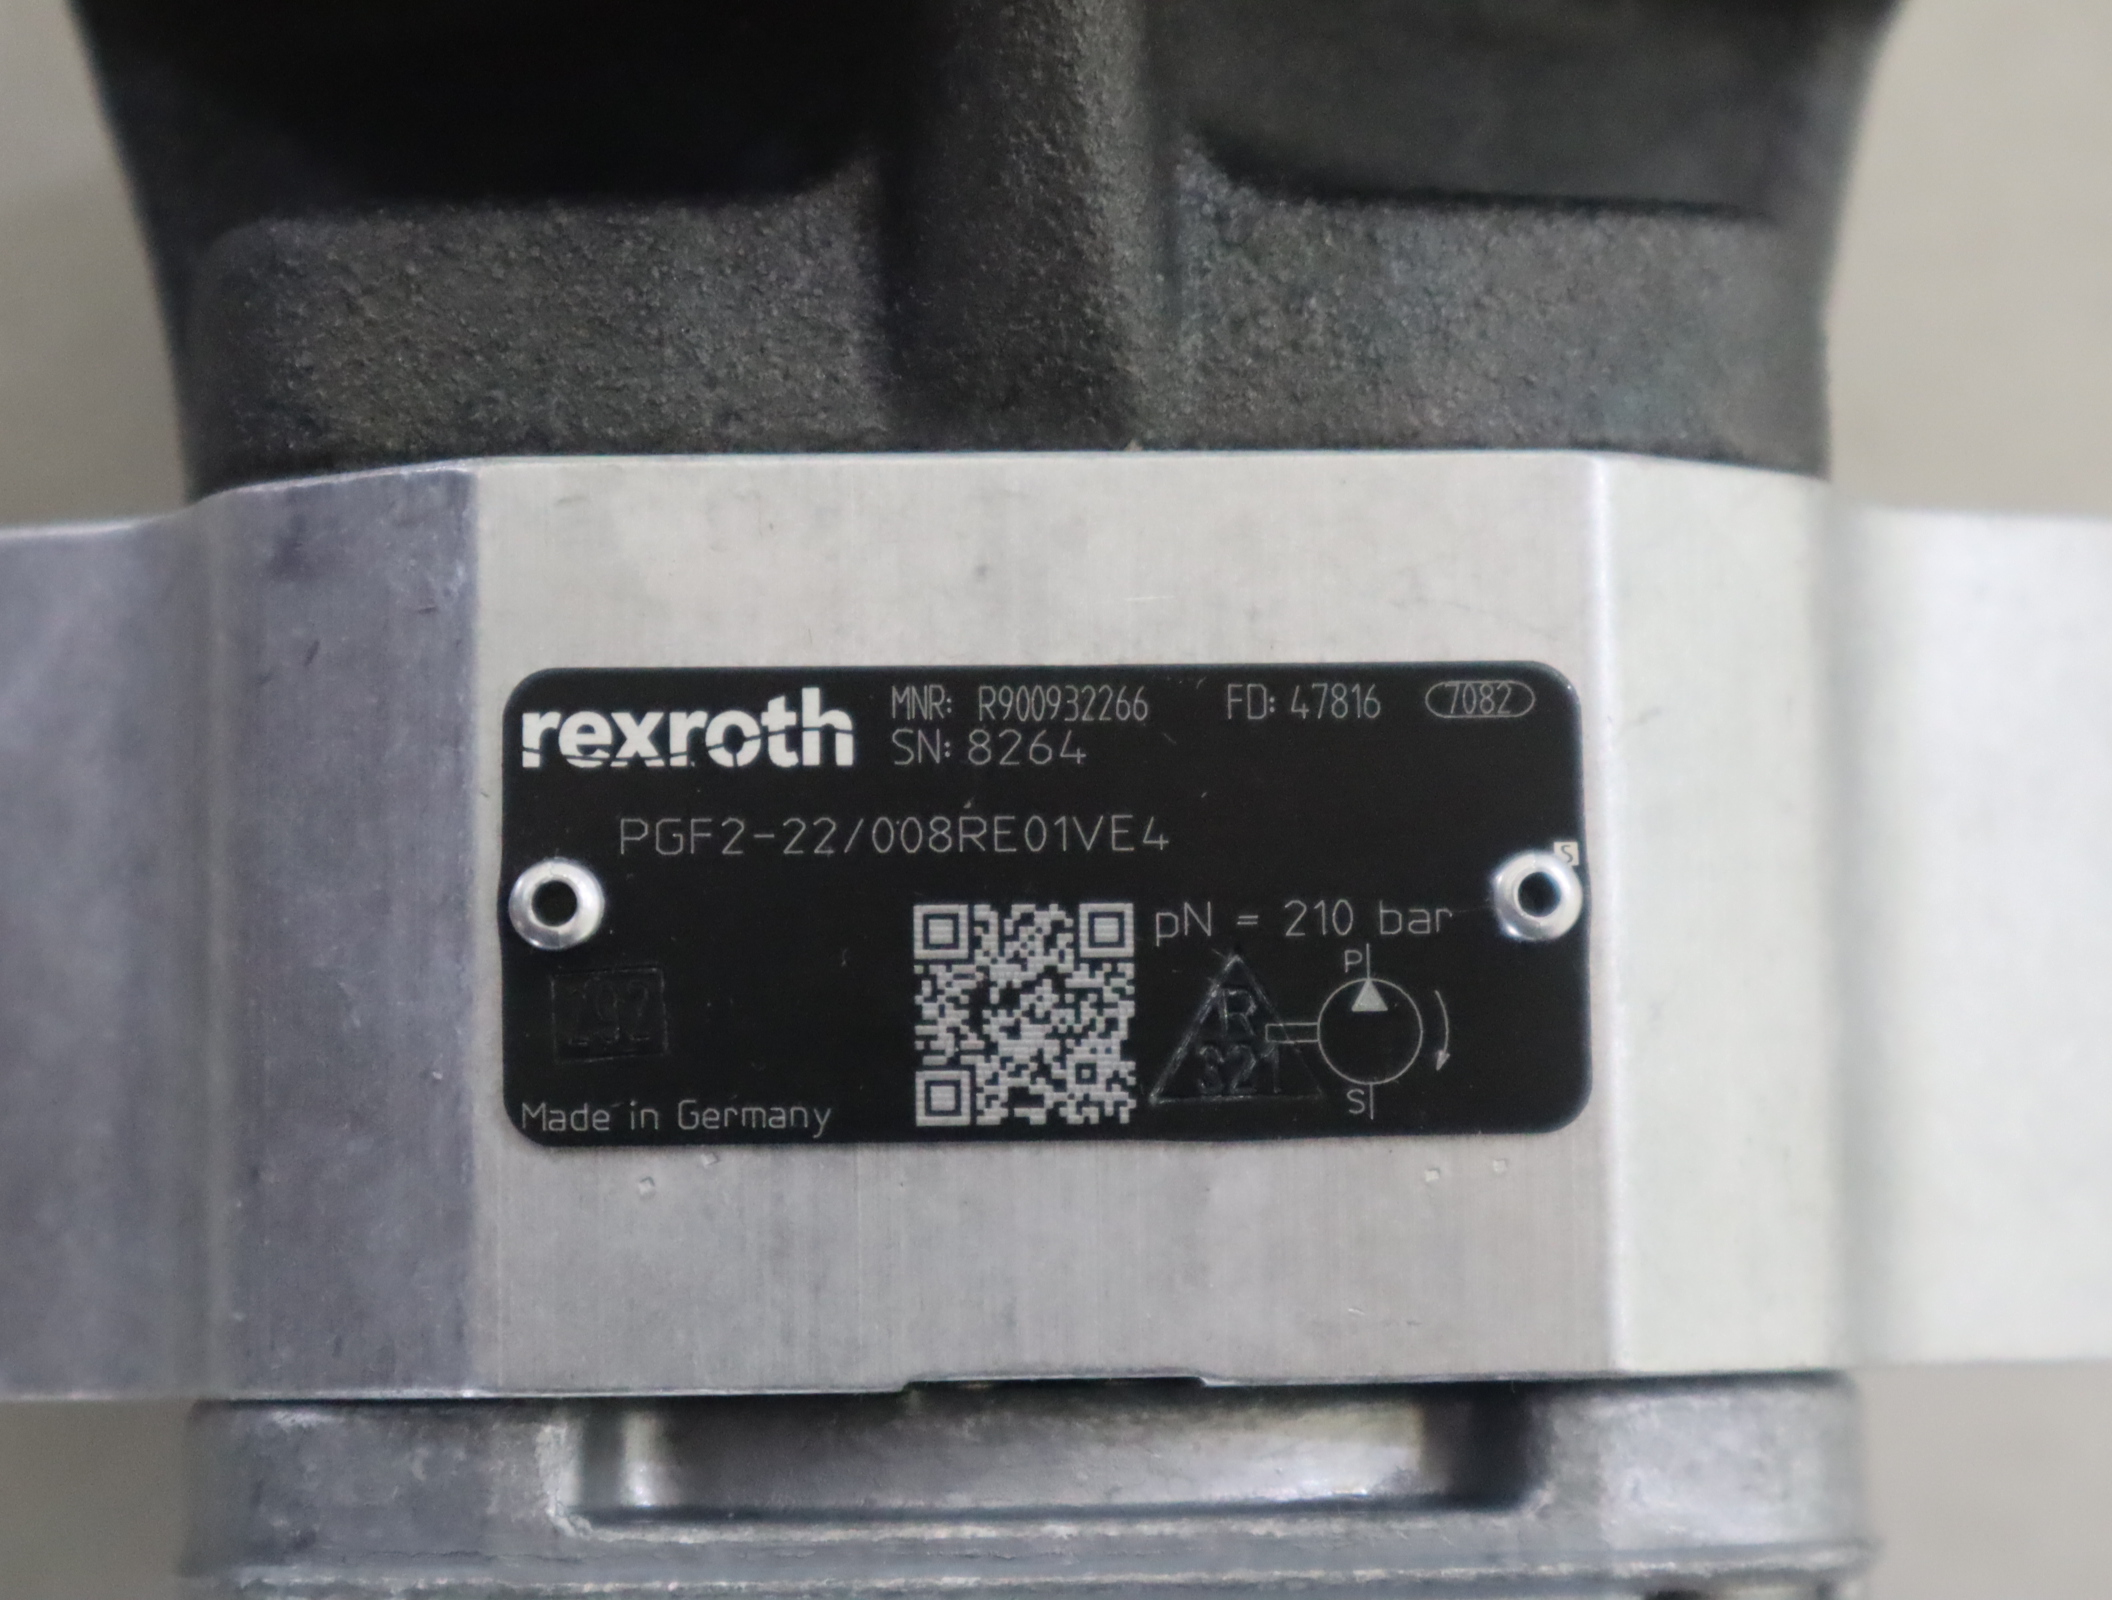 rexroth MNR: R900932266 FD: 47816 7082
SN: 8264
PGF2-22/008RE01VE4
S
pN = 210 bar
P
292
R
321
S
Made in Germany